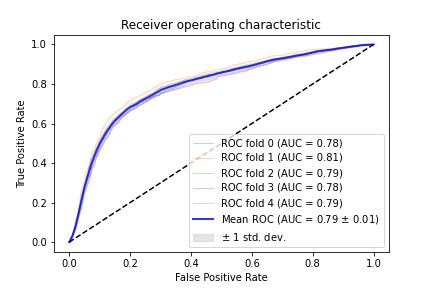 Receiver operating characteristic
True Positive Rate
1.0
0.8
0.6
0.4
0.2
0.0
ROC fold 0 (AUC = 0.78)
ROC fold 1 (AUC = 0.81)
ROC fold 2 (AUC = 0.79)
ROC fold 3 (AUC = 0.78)
ROC fold 4 (AUC = 0.79)
Mean ROC (AUC = 0.79 ± 0.01)
± 1 std. dev.
0.0 0.2 0.4 0.6 0.8 1.0
False Positive Rate